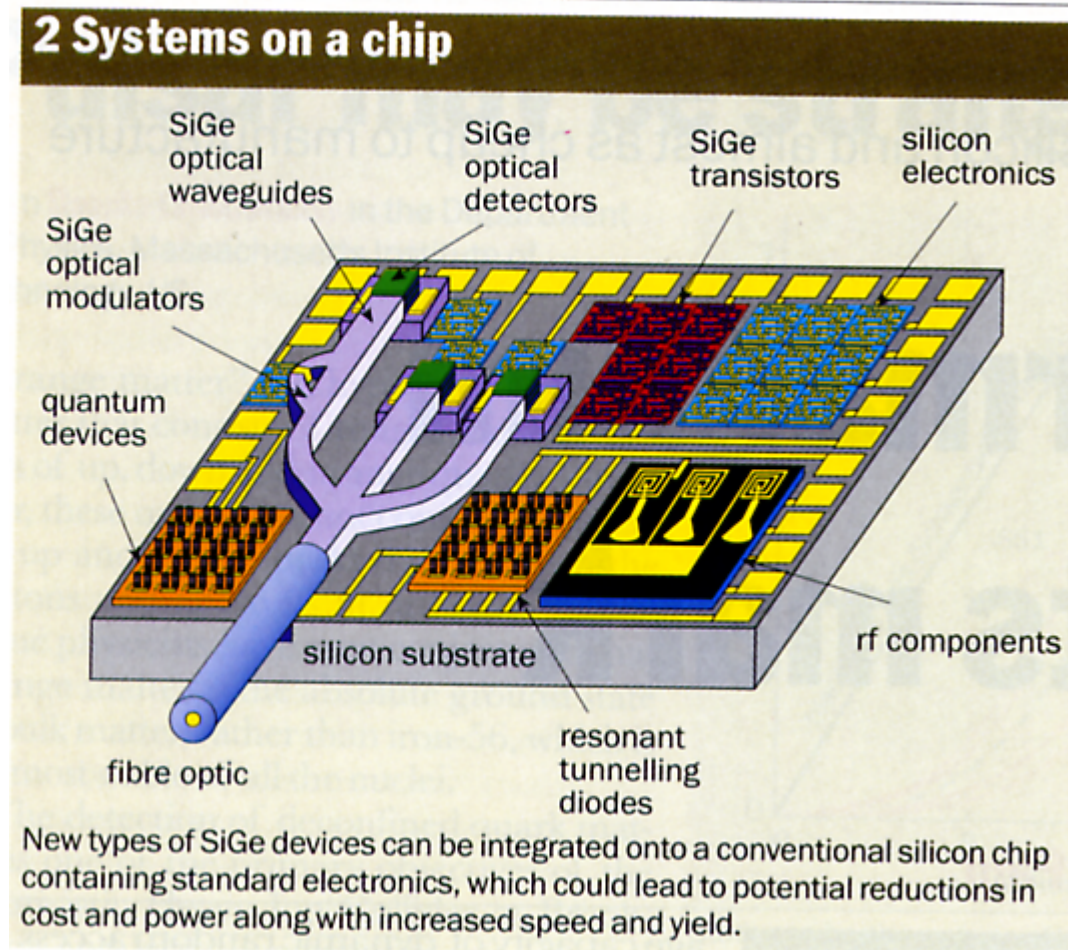 2 Systems on a chip
SiGe
optical
waveguides
SiGe
optical
detectors
SiGe
transistors
silicon
electronics
SiGe
optical
modulators
quantum
devices
silicon substrate
rf components
fibre optic
resonant
tunnelling
diodes
New types of SiGe devices can be integrated onto a conventional silicon chip
containing standard electronics, which could lead to potential reductions in
cost and power along with increased speed and yield.